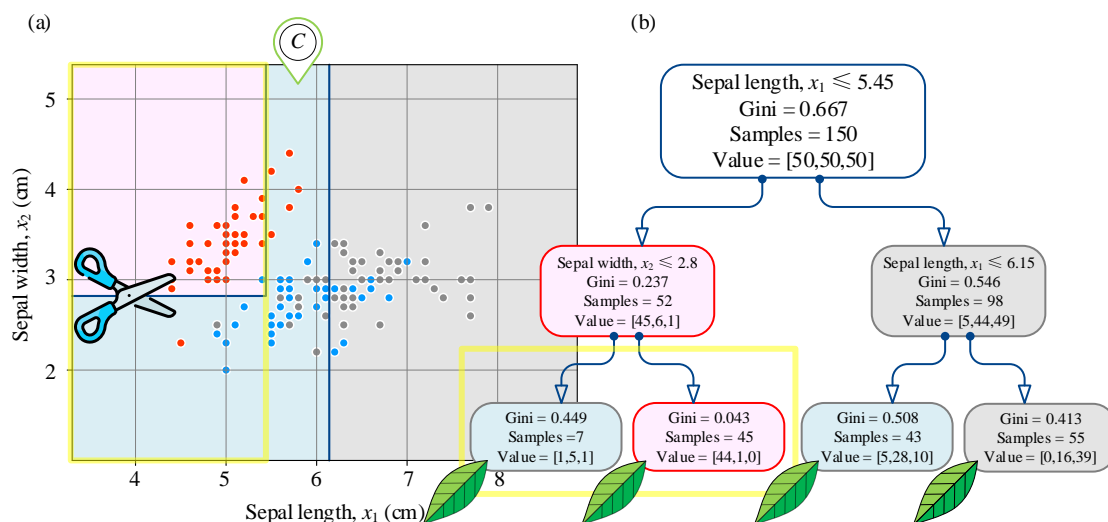 (a)
C
Sepal width, x2 (cm)
5
4
3
2
4
5
6
7
8
Sepal length, x1 (cm)
(b)
Sepal length, x1 ⩽ 5.45
Gini = 0.667
Samples = 150
Value = [50,50,50]
Sepal width, x2 ⩽ 2.8
Gini = 0.237
Samples = 52
Value = [45,6,1]
Sepal length, x1 ⩽ 6.15
Gini = 0.546
Samples = 98
Value = [5,44,49]
Gini = 0.449
Samples =7
Value = [1,5,1]
Gini = 0.043
Samples = 45
Value = [44,1,0]
Gini = 0.508
Samples = 43
Value = [5,28,10]
Gini = 0.413
Samples = 55
Value = [0,16,39]